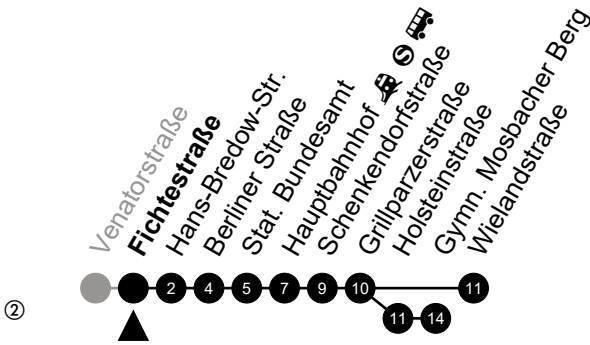 Venatorstraße
Fichtestraße
Hans-Bredow-Str.
Berliner Straße
Stat. Bundesamt
Hauptbahnhof Ⓢ
Schenkendorfstraße
Grillparzerstraße
Holsteinstraße
Gymn. Mosbacher Berg
Wielandstraße
② 2 4 5 7 9 10 11
11 14